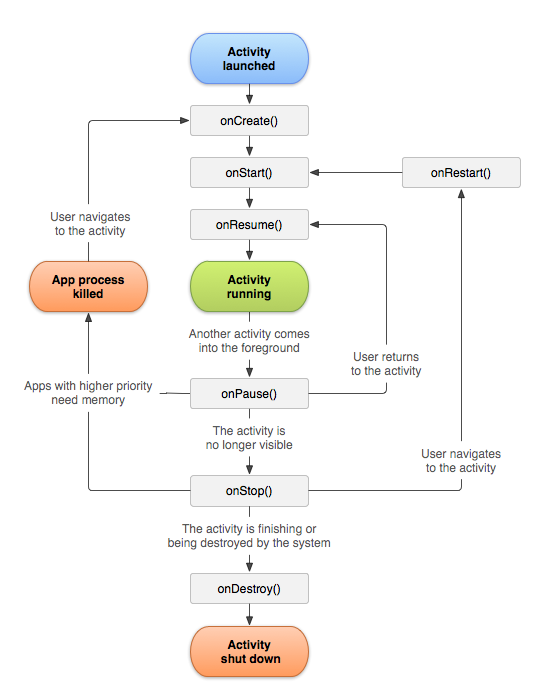 Activity
launched
onCreate()
onStart()
onRestart()
onResume()
User navigates
to the activity
App process
killed
Activity
running
Another activity comes
into the foreground
User returns
to the activity
Apps with higher priority
need memory
onPause()
The activity is
no longer visible
User navigates
to the activity
onStop()
The activity is finishing or
being destroyed by the system
onDestroy()
Activity
shut down